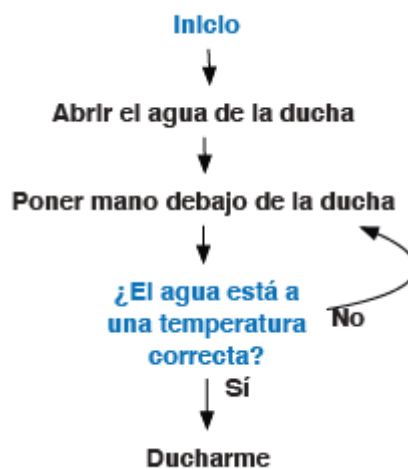 Inicio
Abrir el agua de la ducha
Poner mano debajo de la ducha
¿El agua está a
una temperatura
correcta?
No
Sí
Ducharme